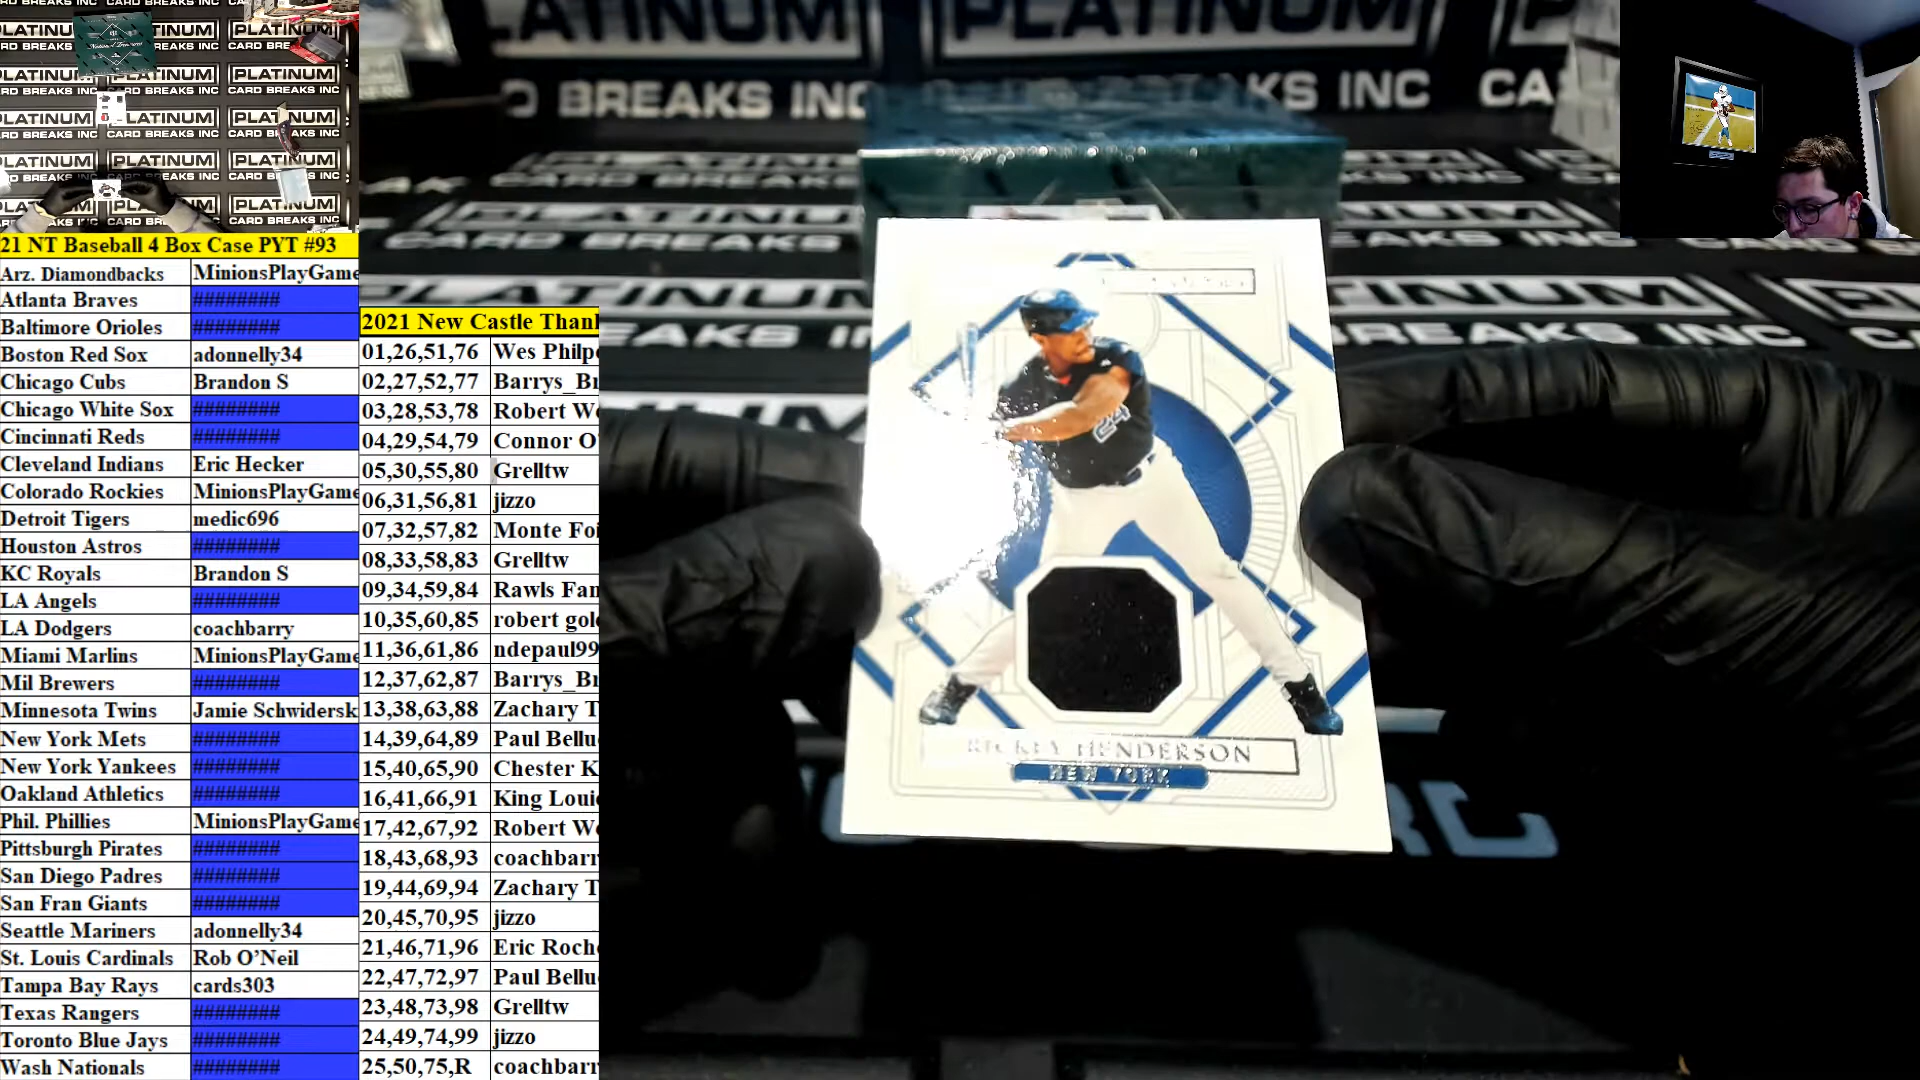 21 NT Baseball 4 Box Case PYT #93
Arz. Diamondbacks MinionsPlayGame
Atlanta Braves ########
Baltimore Orioles ########
Boston Red Sox adonnelly34
Chicago Cubs Brandon S
Chicago White Sox ########
Cincinnati Reds ########
Cleveland Indians Eric Hecker
Colorado Rockies MinionsPlayGame
Detroit Tigers medic696
Houston Astros ########
KC Royals Brandon S
LA Angels ########
LA Dodgers coachbarry
Miami Marlins MinionsPlayGame
Mil Brewers ########
Minnesota Twins Jamie Schwidersk
New York Mets ########
New York Yankees ########
Oakland Athletics ########
Phil. Phillies MinionsPlayGame
Pittsburgh Pirates ########
San Diego Padres ########
San Fran Giants ########
Seattle Mariners adonnelly34
St. Louis Cardinals Rob O’Neil
Tampa Bay Rays cards303
Texas Rangers ########
Toronto Blue Jays ########
Wash Nationals ########
2021 New Castle Than
01,26,51,76 Wes Philp
02,27,52,77 Barrys_B
03,28,53,78 Robert W
04,29,54,79 Connor O'
05,30,55,80 Grelltw
06,31,56,81 jizzo
07,32,57,82 Monte Foi
08,33,58,83 Grelltw
09,34,59,84 Rawls Fan
10,35,60,85 robert gol
11,36,61,86 ndepaul99
12,37,62,87 Barrys_B
13,38,63,88 Zachary T
14,39,64,89 Paul Bellu
15,40,65,90 Chester K
16,41,66,91 King Loui
17,42,67,92 Robert W
18,43,68,93 coachbarr
19,44,69,94 Zachary T
20,45,70,95 jizzo
21,46,71,96 Eric Roch
22,47,72,97 Paul Bellu
23,48,73,98 Grelltw
24,49,74,99 jizzo
25,50,75,R coachbarr
PLATINUM
CARD BREAKS INC
24
RICKEY HENDERSON
NEW YORK